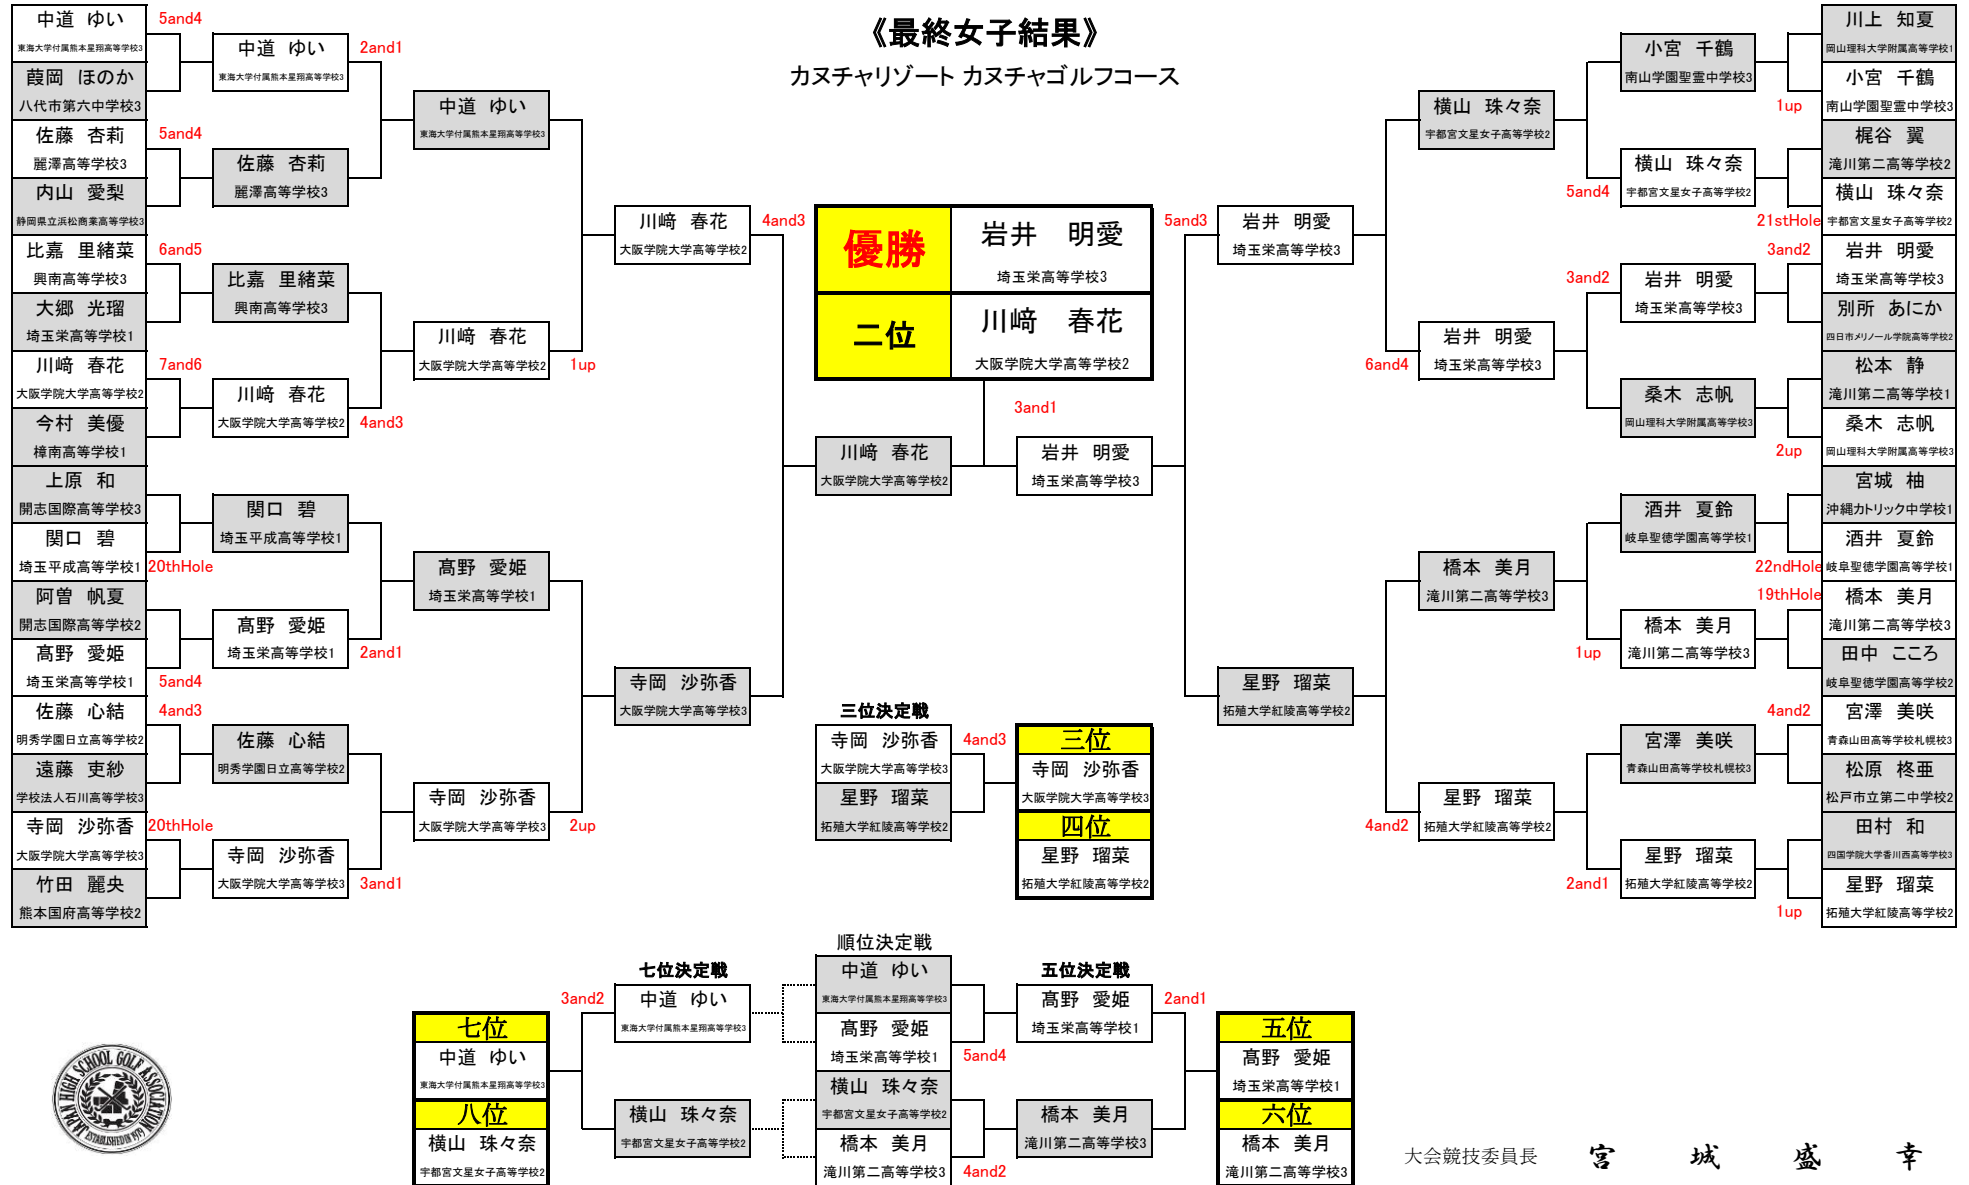 《最終女子結果》
カヌチャリゾート カヌチャゴルフコース
中道 ゆい
東海大学付属熊本星翔高等学校3
5and4
葭岡 ほのか
八代市第六中学校3
佐藤 杏莉
麗澤高等学校3
5and4
内山 愛梨
静岡県立浜松商業高等学校3
比嘉 里緒菜
興南高等学校3
6and5
大郷 光瑠
埼玉栄高等学校1
川﨑 春花
大阪学院大学高等学校2
7and6
今村 美優
樟南高等学校1
上原 和
開志国際高等学校3
関口 碧
埼玉平成高等学校1
20thHole
阿曽 帆夏
開志国際高等学校2
髙野 愛姫
埼玉栄高等学校1
5and4
佐藤 心結
明秀学園日立高等学校2
4and3
遠藤 吏紗
学校法人石川高等学校3
寺岡 沙弥香
大阪学院大学高等学校3
20thHole
竹田 麗央
熊本国府高等学校2
中道 ゆい
東海大学付属熊本星翔高等学校3
2and1
佐藤 杏莉
麗澤高等学校3
比嘉 里緒菜
興南高等学校3
川﨑 春花
大阪学院大学高等学校2
4and3
関口 碧
埼玉平成高等学校1
髙野 愛姫
埼玉栄高等学校1
2and1
佐藤 心結
明秀学園日立高等学校2
寺岡 沙弥香
大阪学院大学高等学校3
3and1
中道 ゆい
東海大学付属熊本星翔高等学校3
川﨑 春花
大阪学院大学高等学校2
1up
髙野 愛姫
埼玉栄高等学校1
寺岡 沙弥香
大阪学院大学高等学校3
2up
川﨑 春花
大阪学院大学高等学校2
4and3
寺岡 沙弥香
大阪学院大学高等学校3
優勝
岩井 明愛
埼玉栄高等学校3
二位
川﨑 春花
大阪学院大学高等学校2
3and1
川﨑 春花
大阪学院大学高等学校2
岩井 明愛
埼玉栄高等学校3
5and3
岩井 明愛
埼玉栄高等学校3
星野 瑠菜
拓殖大学紅陵高等学校2
横山 珠々奈
宇都宮文星女子高等学校2
岩井 明愛
埼玉栄高等学校3
6and4
橋本 美月
滝川第二高等学校3
星野 瑠菜
拓殖大学紅陵高等学校2
4and2
小宮 千鶴
南山学園聖霊中学校3
横山 珠々奈
宇都宮文星女子高等学校2
5and4
岩井 明愛
埼玉栄高等学校3
3and2
桑木 志帆
岡山理科大学附属高等学校3
酒井 夏鈴
岐阜聖徳学園高等学校1
橋本 美月
滝川第二高等学校3
1up
宮澤 美咲
青森山田高等学校札幌校3
星野 瑠菜
拓殖大学紅陵高等学校2
2and1
川上 知夏
岡山理科大学附属高等学校1
小宮 千鶴
南山学園聖霊中学校3
1up
梶谷 翼
滝川第二高等学校2
横山 珠々奈
宇都宮文星女子高等学校2
21stHole
岩井 明愛
埼玉栄高等学校3
3and2
別所 あにか
四日市メリノール学院高等学校2
松本 静
滝川第二高等学校1
桑木 志帆
岡山理科大学附属高等学校3
2up
宮城 柚
沖縄カトリック中学校1
酒井 夏鈴
岐阜聖徳学園高等学校1
22ndHole
橋本 美月
滝川第二高等学校3
19thHole
田中 こころ
岐阜聖徳学園高等学校2
宮澤 美咲
青森山田高等学校札幌校3
4and2
松原 柊亜
松戸市立第二中学校2
田村 和
四国学院大学香川西高等学校3
星野 瑠菜
拓殖大学紅陵高等学校2
1up
三位決定戦
寺岡 沙弥香
大阪学院大学高等学校3
4and3
星野 瑠菜
拓殖大学紅陵高等学校2
三位
寺岡 沙弥香
大阪学院大学高等学校3
四位
星野 瑠菜
拓殖大学紅陵高等学校2
順位決定戦
中道 ゆい
東海大学付属熊本星翔高等学校3
髙野 愛姫
埼玉栄高等学校1
5and4
横山 珠々奈
宇都宮文星女子高等学校2
橋本 美月
滝川第二高等学校3
4and2
七位決定戦
3and2
中道 ゆい
東海大学付属熊本星翔高等学校3
横山 珠々奈
宇都宮文星女子高等学校2
七位
中道 ゆい
東海大学付属熊本星翔高等学校3
八位
横山 珠々奈
宇都宮文星女子高等学校2
五位決定戦
髙野 愛姫
埼玉栄高等学校1
2and1
橋本 美月
滝川第二高等学校3
五位
髙野 愛姫
埼玉栄高等学校1
六位
橋本 美月
滝川第二高等学校3
JAPAN HIGH SCHOOL GOLF ASSOCIATION
ESTABLISHED IN 1979
大会競技委員長 宮 城 盛 幸